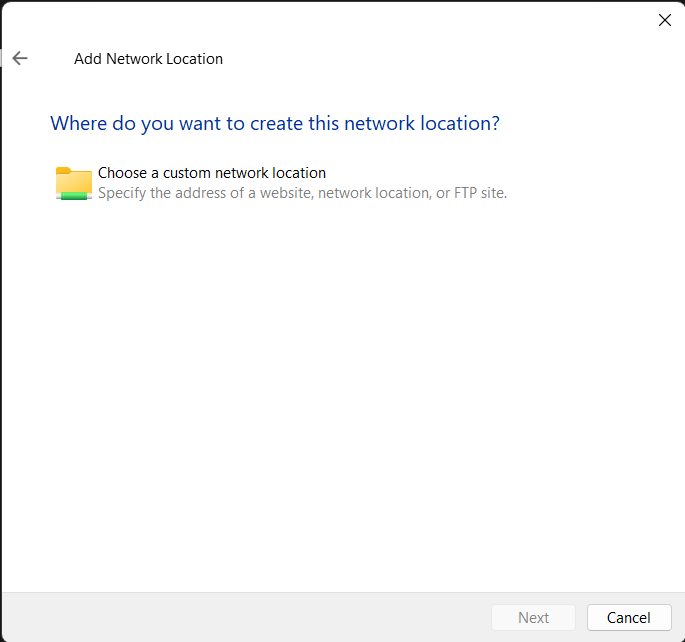 Add Network Location
Where do you want to create this network location?
Choose a custom network location
Specify the address of a website, network location, or FTP site.
Next
Cancel